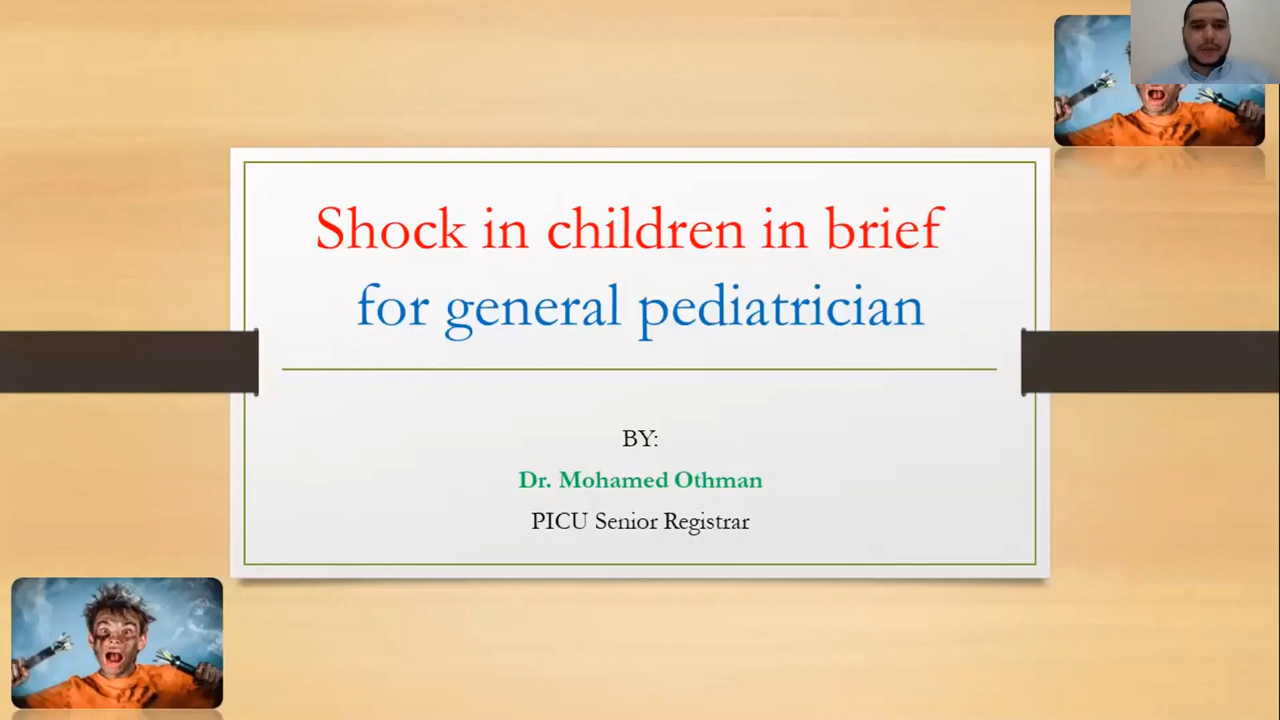 Shock in children in brief
for general pediatrician
BY:
Dr. Mohamed Othman
PICU Senior Registrar